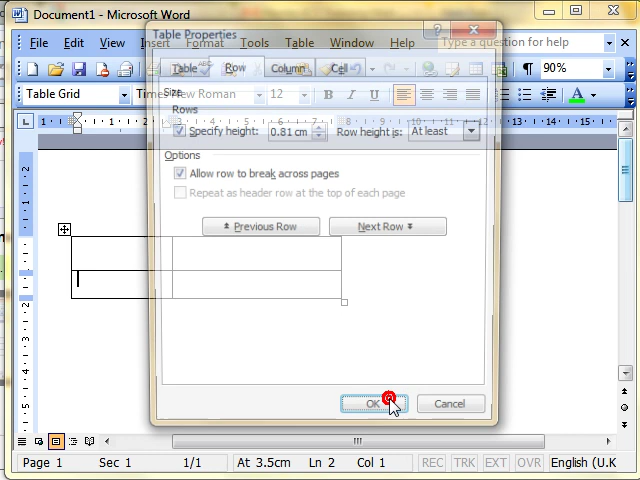 Document1 - Microsoft Word
Table Properties
File Edit View Insert Format Tools Table Window Help Type a question for help
Table Row Column Cell
90%
Table Grid Times New Roman 12 B I U A
Size
Rows
Specify height: 0.81 cm Row height is: At least
Options
Allow row to break across pages
Repeat as header row at the top of each page
Previous Row Next Row
OK Cancel
Page 1 Sec 1 1/1 At 3.5cm Ln 2 Col 1 REC TRK EXT OVR English (U.K